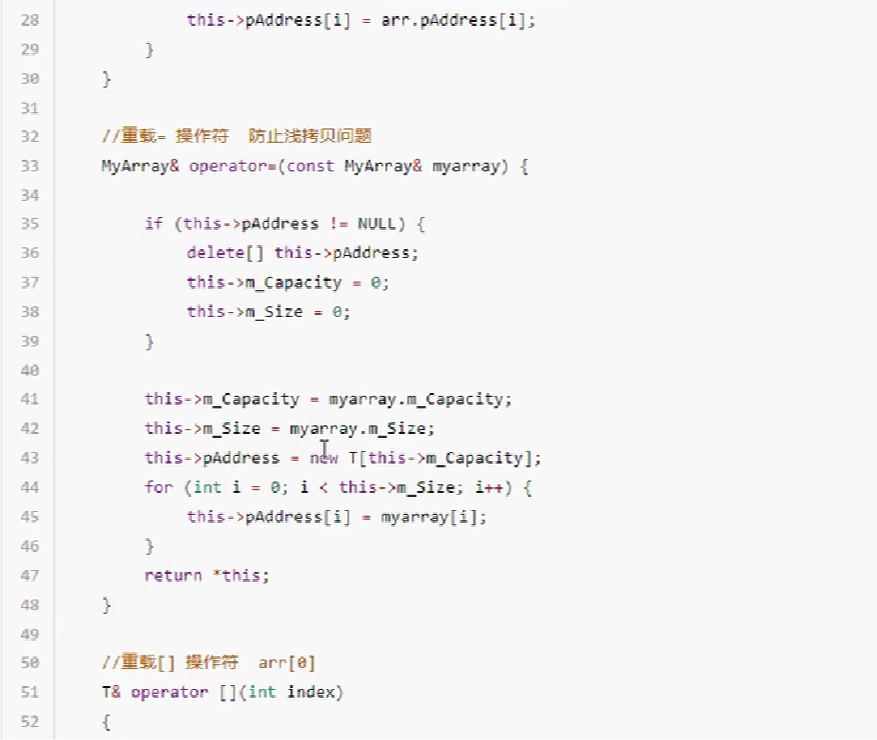 28 this->pAddress[i] = arr.pAddress[i];
29 }
30 }
31
32 //重载= 操作符  防止浅拷贝问题
33 MyArray& operator=(const MyArray& myarray) {
34
35 if (this->pAddress != NULL) {
36 delete[] this->pAddress;
37 this->m_Capacity = 0;
38 this->m_Size = 0;
39 }
40
41 this->m_Capacity = myarray.m_Capacity;
42 this->m_Size = myarray.m_Size;
43 this->pAddress = new T[this->m_Capacity];
44 for (int i = 0; i < this->m_Size; i++) {
45 this->pAddress[i] = myarray[i];
46 }
47 return *this;
48 }
49
50 //重载[] 操作符  arr[0]
51 T& operator [](int index)
52 {